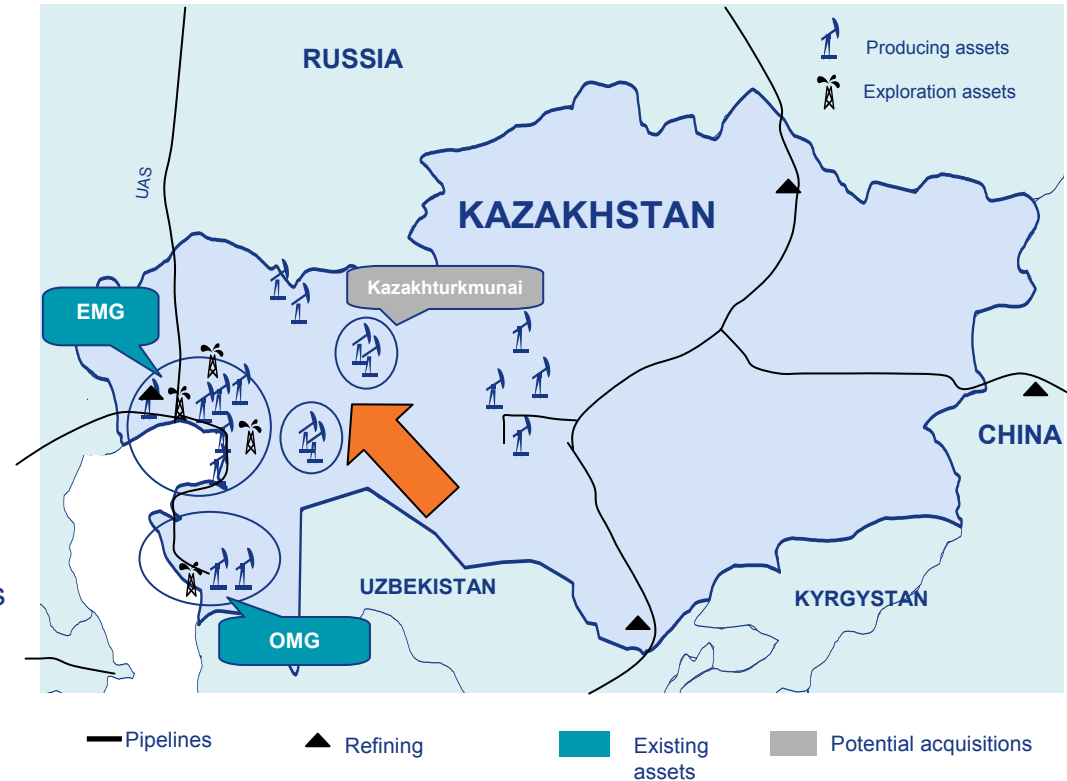 RUSSIA
Producing assets
Exploration assets
UAS
KAZAKHSTAN
Kazakhturkmunai
EMG
CHINA
UZBEKISTAN
KYRGYSTAN
S
OMG
Pipelines
Refining
Existing
assets
Potential acquisitions